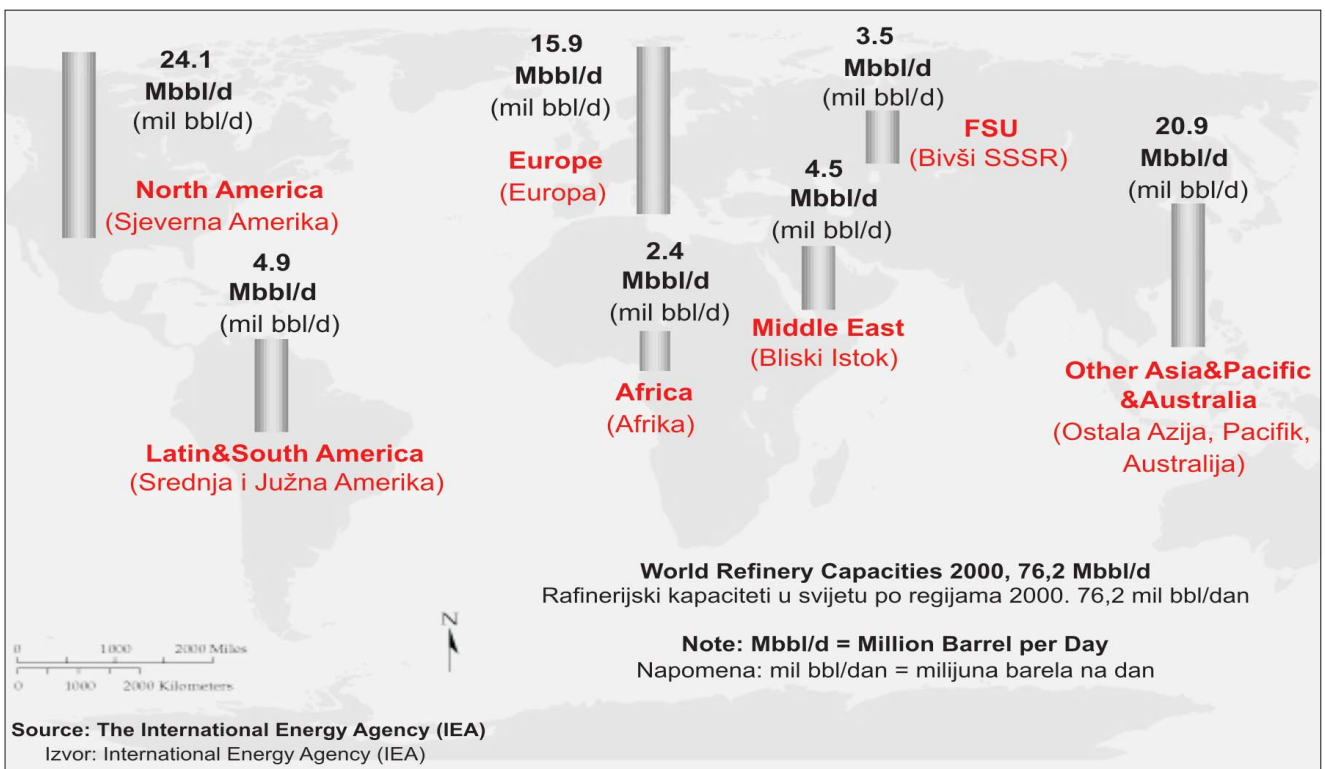 24.1
Mbbl/d
(mil bbl/d)
North America
(Sjeverna Amerika)
4.9
Mbbl/d
(mil bbl/d)
Latin&South America
(Srednja i Južna Amerika)
15.9
Mbbl/d
(mil bbl/d)
Europe
(Europa)
2.4
Mbbl/d
(mil bbl/d)
Africa
(Afrika)
3.5
Mbbl/d
(mil bbl/d)
FSU
(Bivši SSSR)
4.5
Mbbl/d
(mil bbl/d)
Middle East
(Bliski Istok)
20.9
Mbbl/d
(mil bbl/d)
Other Asia&Pacific
&Australia
(Ostala Azija, Pacifik,
Australija)
World Refinery Capacities 2000, 76,2 Mbbl/d
Rafinerijski kapaciteti u svijetu po regijama 2000. 76,2 mil bbl/dan
Note: Mbbl/d = Million Barrel per Day
Napomena: mil bbl/dan = milijuna barela na dan
N
0 1000 2000 Miles
0 1000 2000 Kilometers
Source: The International Energy Agency (IEA)
Izvor: International Energy Agency (IEA)